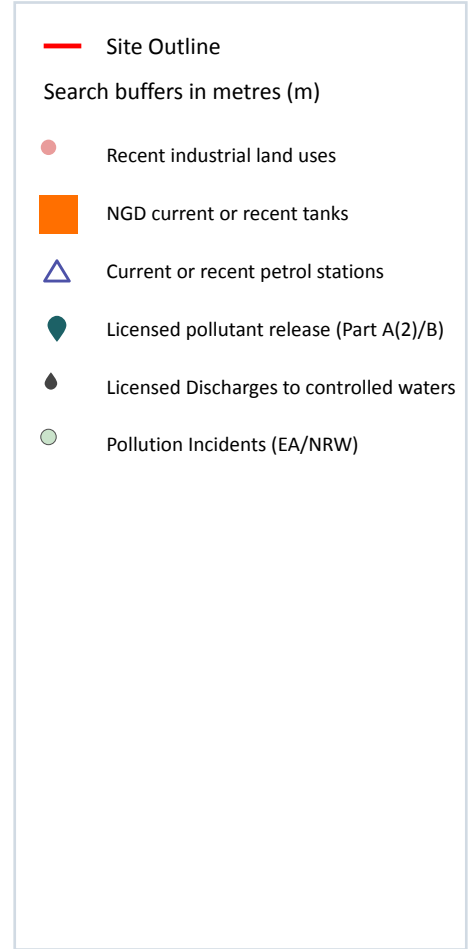 Site Outline
Search buffers in metres (m)
Recent industrial land uses
NGD current or recent tanks
Current or recent petrol stations
Licensed pollutant release (Part A(2)/B)
Licensed Discharges to controlled waters
Pollution Incidents (EA/NRW)